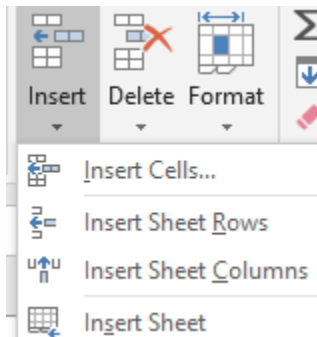 Insert Delete Format
Insert Cells...
Insert Sheet Rows
Insert Sheet Columns
Insert Sheet